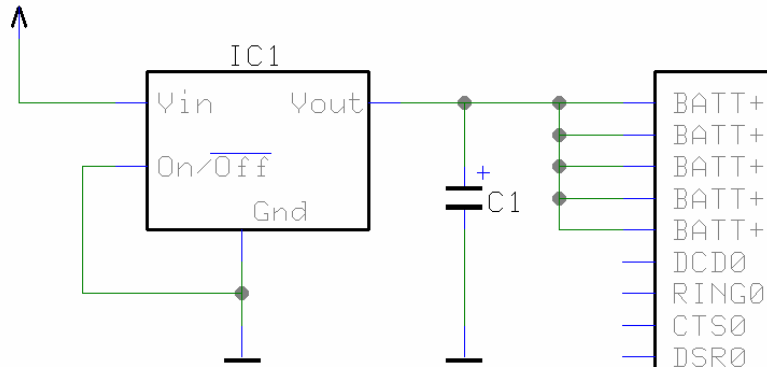 IC1
Vin
Vout
On/Off
Gnd
+
C1
BATT+
BATT+
BATT+
BATT+
BATT+
DCD0
RING0
CTS0
DSR0